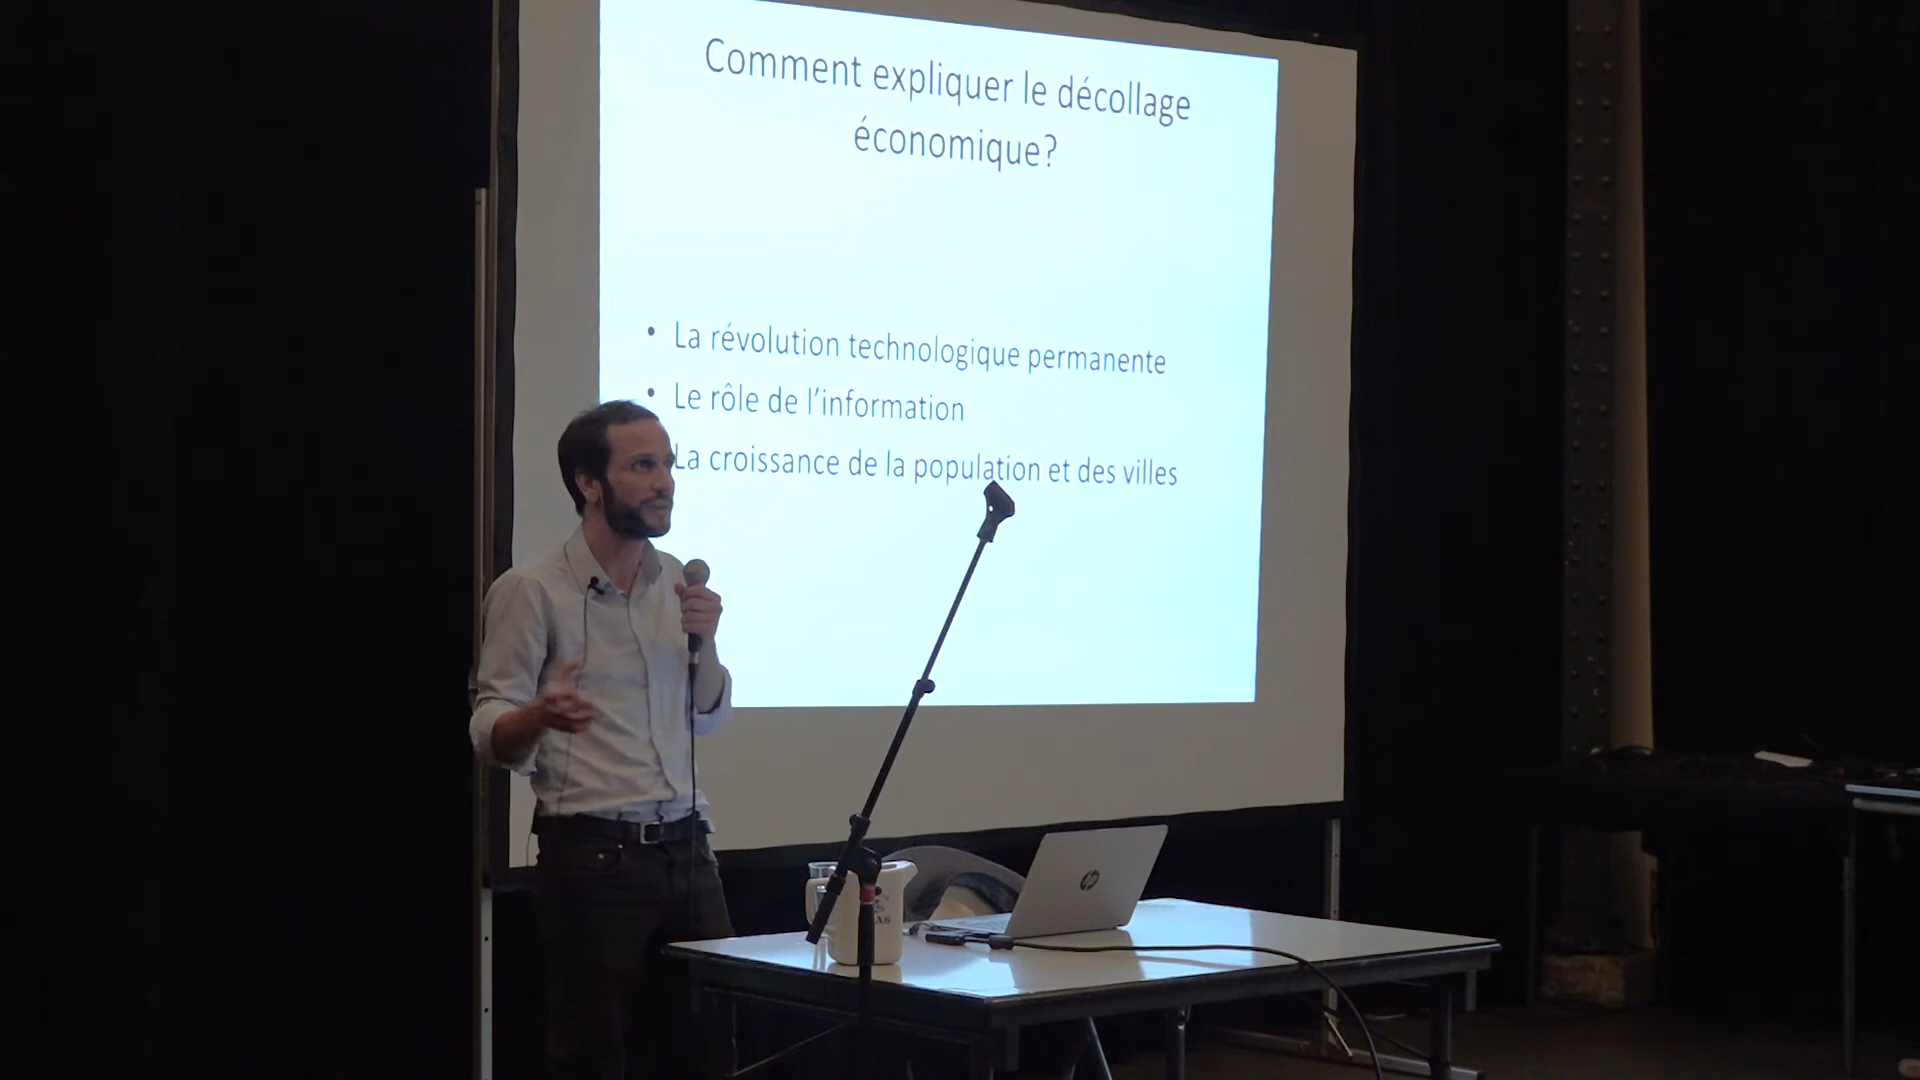 Comment expliquer le décollage
économique?
• La révolution technologique permanente
• Le rôle de l’information
La croissance de la population et des villes
hp